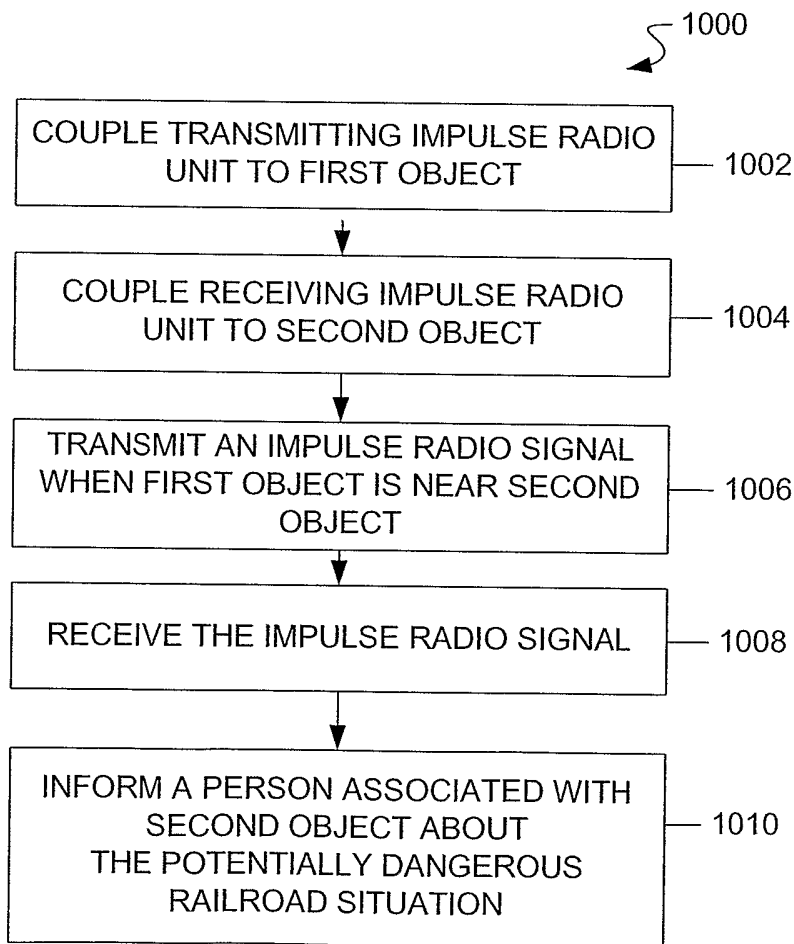 1000
COUPLE TRANSMITTING IMPULSE RADIO
UNIT TO FIRST OBJECT
1002
COUPLE RECEIVING IMPULSE RADIO
UNIT TO SECOND OBJECT
1004
TRANSMIT AN IMPULSE RADIO SIGNAL
WHEN FIRST OBJECT IS NEAR SECOND
OBJECT
1006
RECEIVE THE IMPULSE RADIO SIGNAL
1008
INFORM A PERSON ASSOCIATED WITH
SECOND OBJECT ABOUT
THE POTENTIALLY DANGEROUS
RAILROAD SITUATION
1010